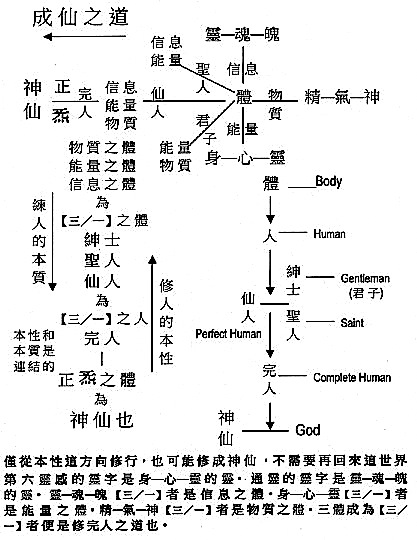 成仙之道
靈—魂—魄
信息
能量
聖人
信息
神仙
正炁
完人
信息
能量
物質
仙人
體
物質
精—氣—神
君子
能量
能量
物質
身—心—靈
物質之體
能量之體
信息之體
為
【三/一】之體
紳士
聖人
仙人
為
【三/一】之人
完人
正炁之體
為
神仙也
練人的本質
修人的本性
本性和
本質是
連結的
體
Body
人
Human
紳士
Gentleman
(君子)
仙人
聖人
Saint
Perfect Human
完人
Complete Human
神仙
God
僅從本性這方向修行，也可能修成神仙，不需要再回來這世界
第六靈感的靈字是身—心—靈的靈。通靈的靈字是靈—魂—魄
的靈。靈—魂—魄【三/一】者是信息之體。身—心—靈【三/一】者
是能量之體。精—氣—神【三/一】者是物質之體。三體成為【三/
一】者便是修完人之道也。